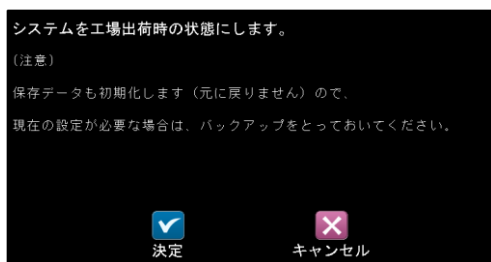 システムを工場出荷時の状態にします。
〔注意〕
保存データも初期化します（元に戻りません）ので、
現在の設定が必要な場合は、バックアップをとっておいてください。
決定
キャンセル